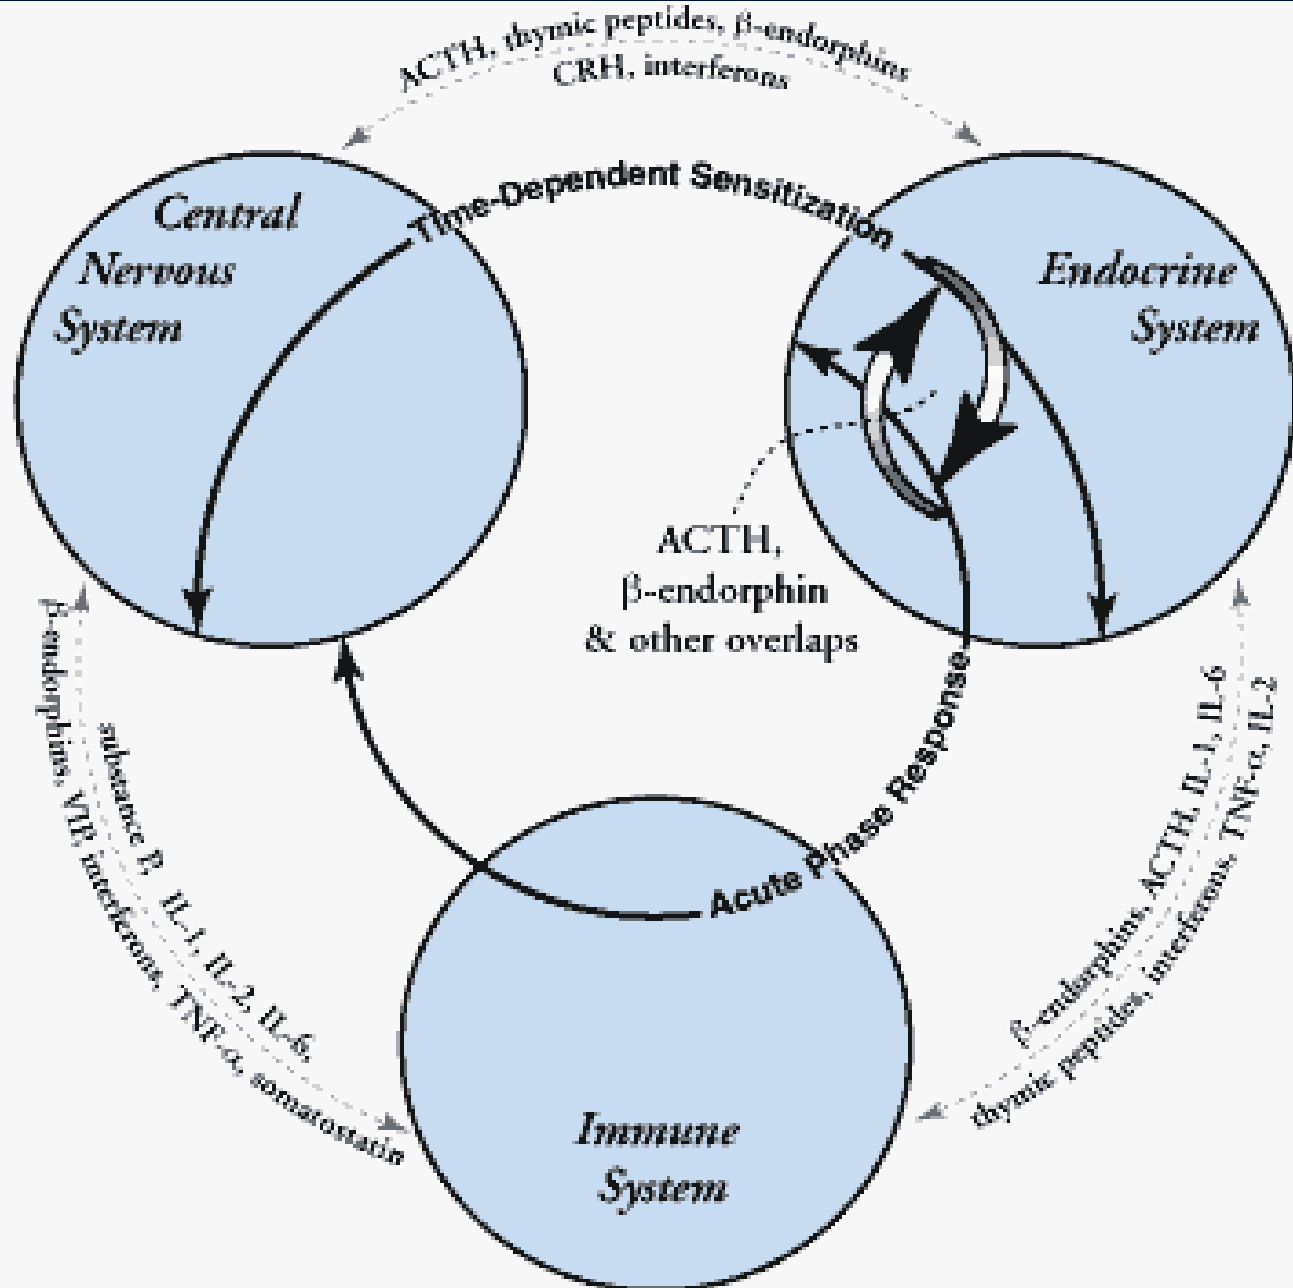 ACTH, thymic peptides, β-endorphins
CRH, interferons
Time-Dependent Sensitization
Central
Nervous
System
Endocrine
System
ACTH,
β-endorphin
& other overlaps
Acute Phase Response
substance P, IL-1, IL-2, IL-6,
β-endorphins, VIP, interferons, TNF-α, somatostatin
β-endorphins, ACTH, IL-1, IL-6
thymic peptides, interferons, TNF-α, IL-2
Immune
System